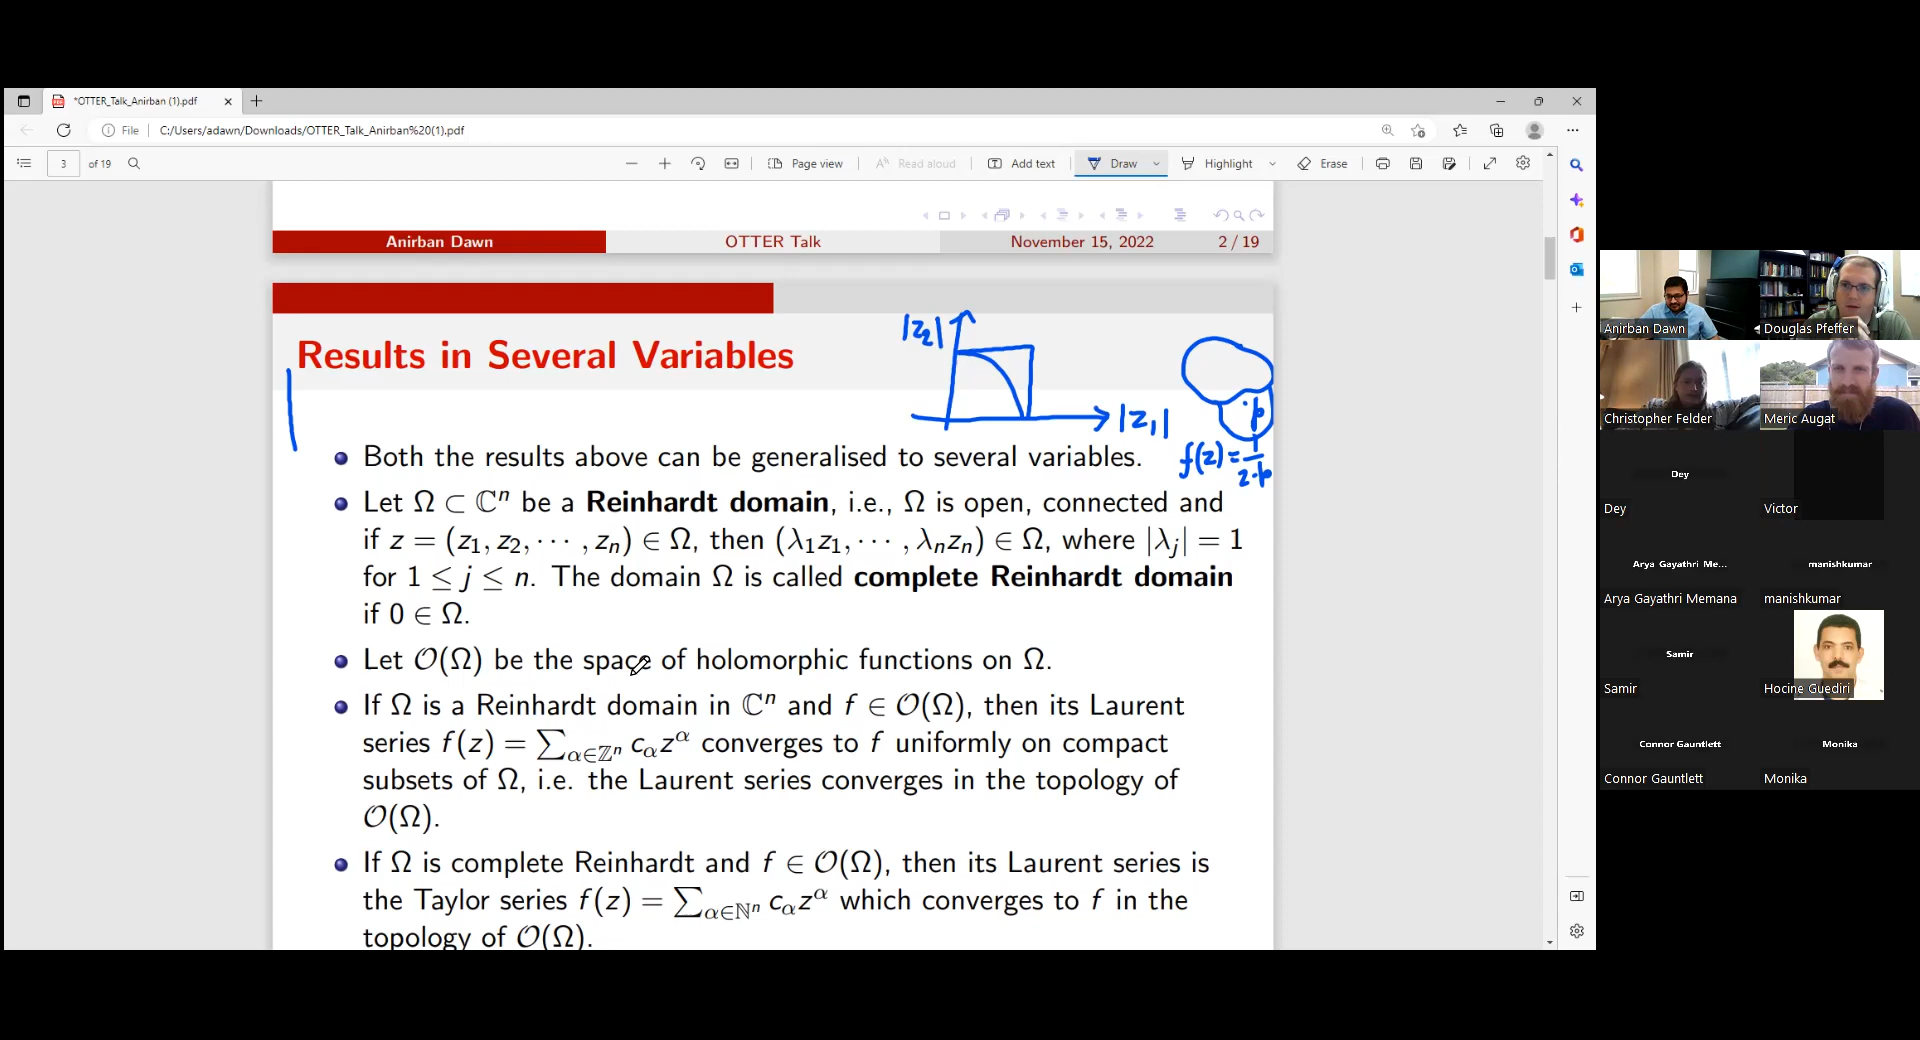 *OTTER_Talk_Anirban (1).pdf
File C:/Users/adawn/Downloads/OTTER_Talk_Anirban%20(1).pdf
3 of 19 Page view Read aloud Add text Draw Highlight Erase
Anirban Dawn OTTER Talk November 15, 2022 2 / 19
Results in Several Variables
|z₂|
|z₁|
p
f(z) = 1/z-p
Both the results above can be generalised to several variables.
Let Ω ⊂ ℂⁿ be a Reinhardt domain, i.e., Ω is open, connected and
if z = (z₁, z₂, ⋯ , zₙ) ∈ Ω, then (λ₁z₁, ⋯ , λₙzₙ) ∈ Ω, where |λⱼ| = 1
for 1 ≤ j ≤ n. The domain Ω is called complete Reinhardt domain
if 0 ∈ Ω.
Let 𝒪(Ω) be the space of holomorphic functions on Ω.
If Ω is a Reinhardt domain in ℂⁿ and f ∈ 𝒪(Ω), then its Laurent
series f(z) = ∑_{α∈ℤⁿ} c_α z^α converges to f uniformly on compact
subsets of Ω, i.e. the Laurent series converges in the topology of
𝒪(Ω).
If Ω is complete Reinhardt and f ∈ 𝒪(Ω), then its Laurent series is
the Taylor series f(z) = ∑_{α∈ℕⁿ} c_α z^α which converges to f in the
topology of 𝒪(Ω).
Anirban Dawn
Douglas Pfeffer
Christopher Felder
Meric Augat
Dey
Dey
Victor
Arya Gayathri Me...
manishkumar
Arya Gayathri Memana
manishkumar
Samir
Samir
Hocine Guediri
Connor Gauntlett
Monika
Connor Gauntlett
Monika